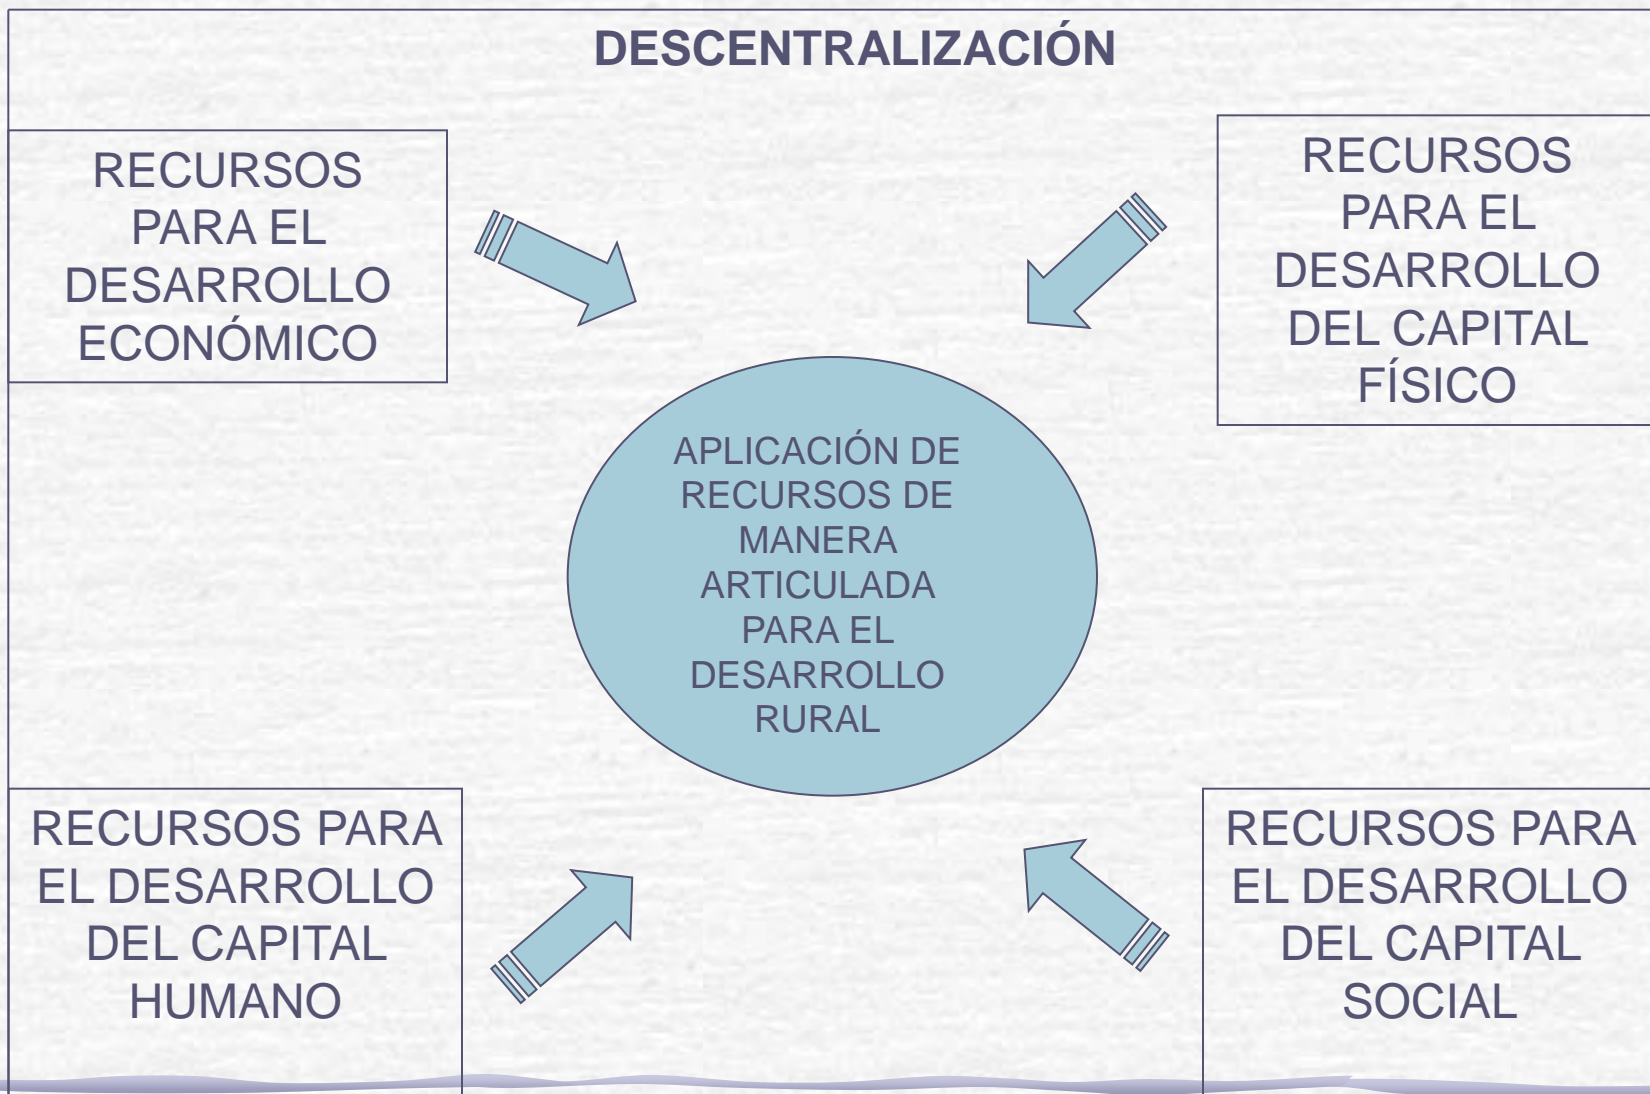 DESCENTRALIZACIÓN
RECURSOS
PARA EL
DESARROLLO
ECONÓMICO
RECURSOS
PARA EL
DESARROLLO
DEL CAPITAL
FÍSICO
APLICACIÓN DE
RECURSOS DE
MANERA
ARTICULADA
PARA EL
DESARROLLO
RURAL
RECURSOS PARA
EL DESARROLLO
DEL CAPITAL
HUMANO
RECURSOS PARA
EL DESARROLLO
DEL CAPITAL
SOCIAL